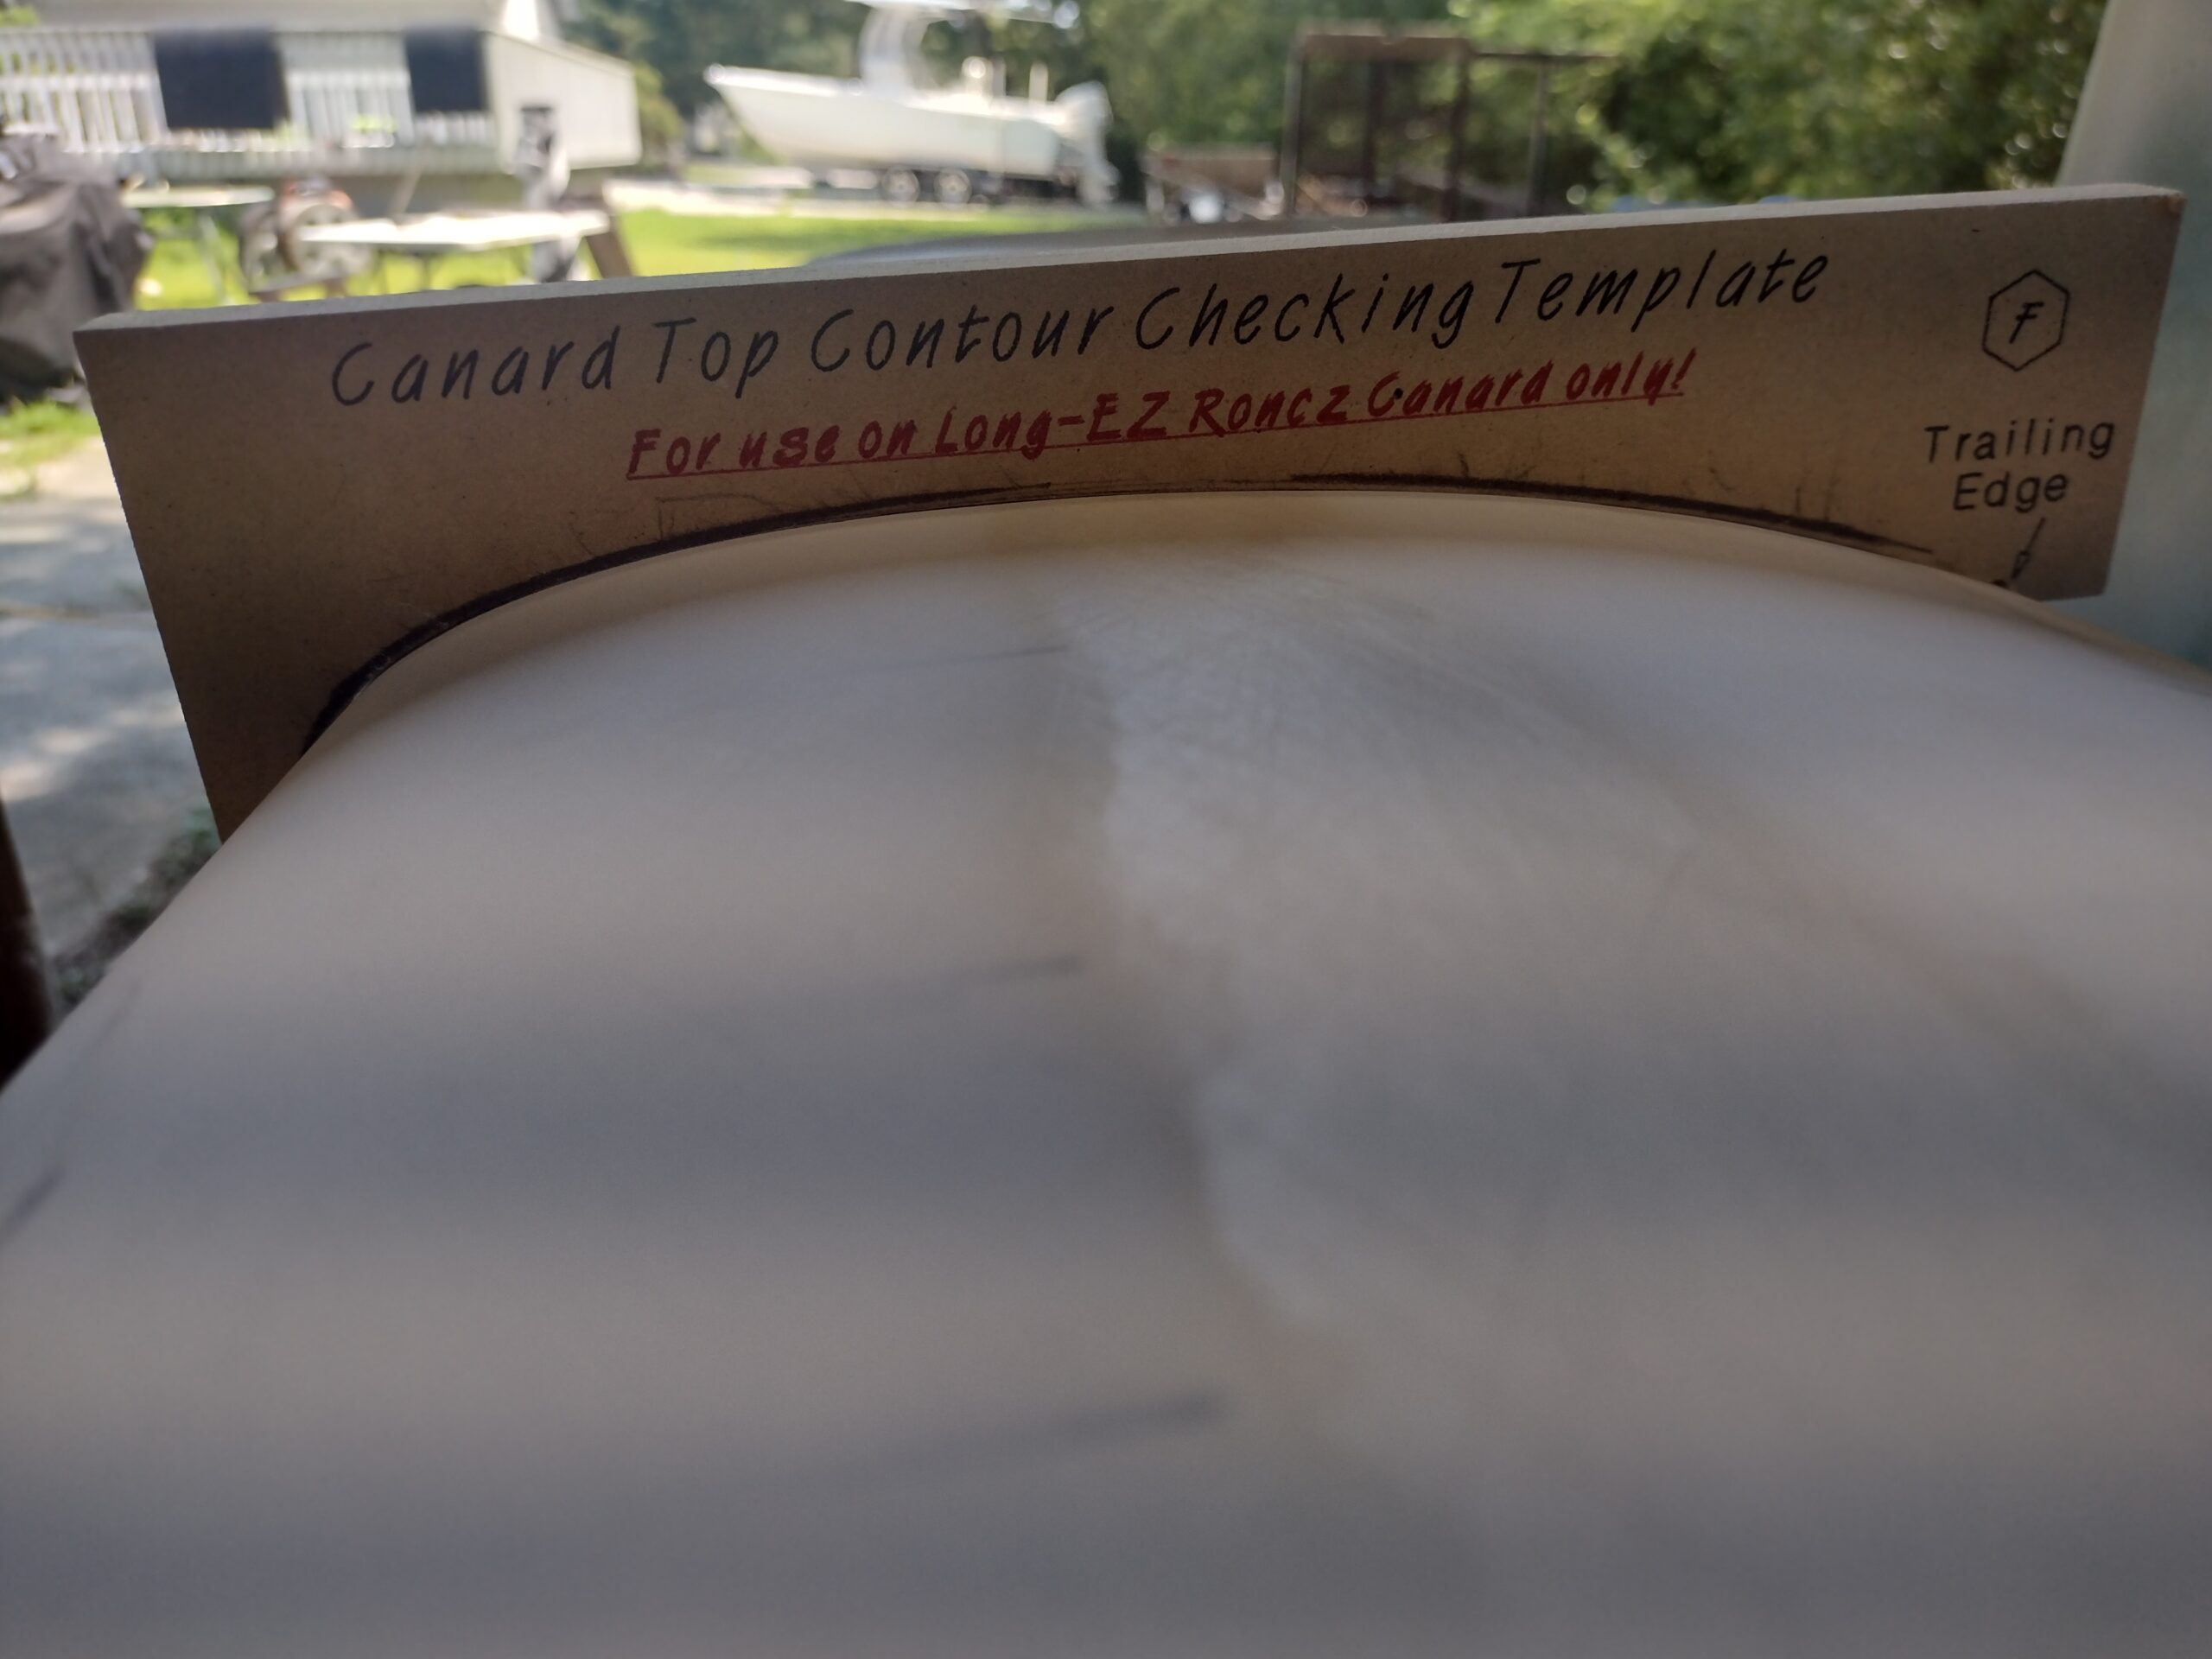 Canard Top Contour Checking Template
For use on Long-EZ Roncz Canard only!
F
Trailing
Edge